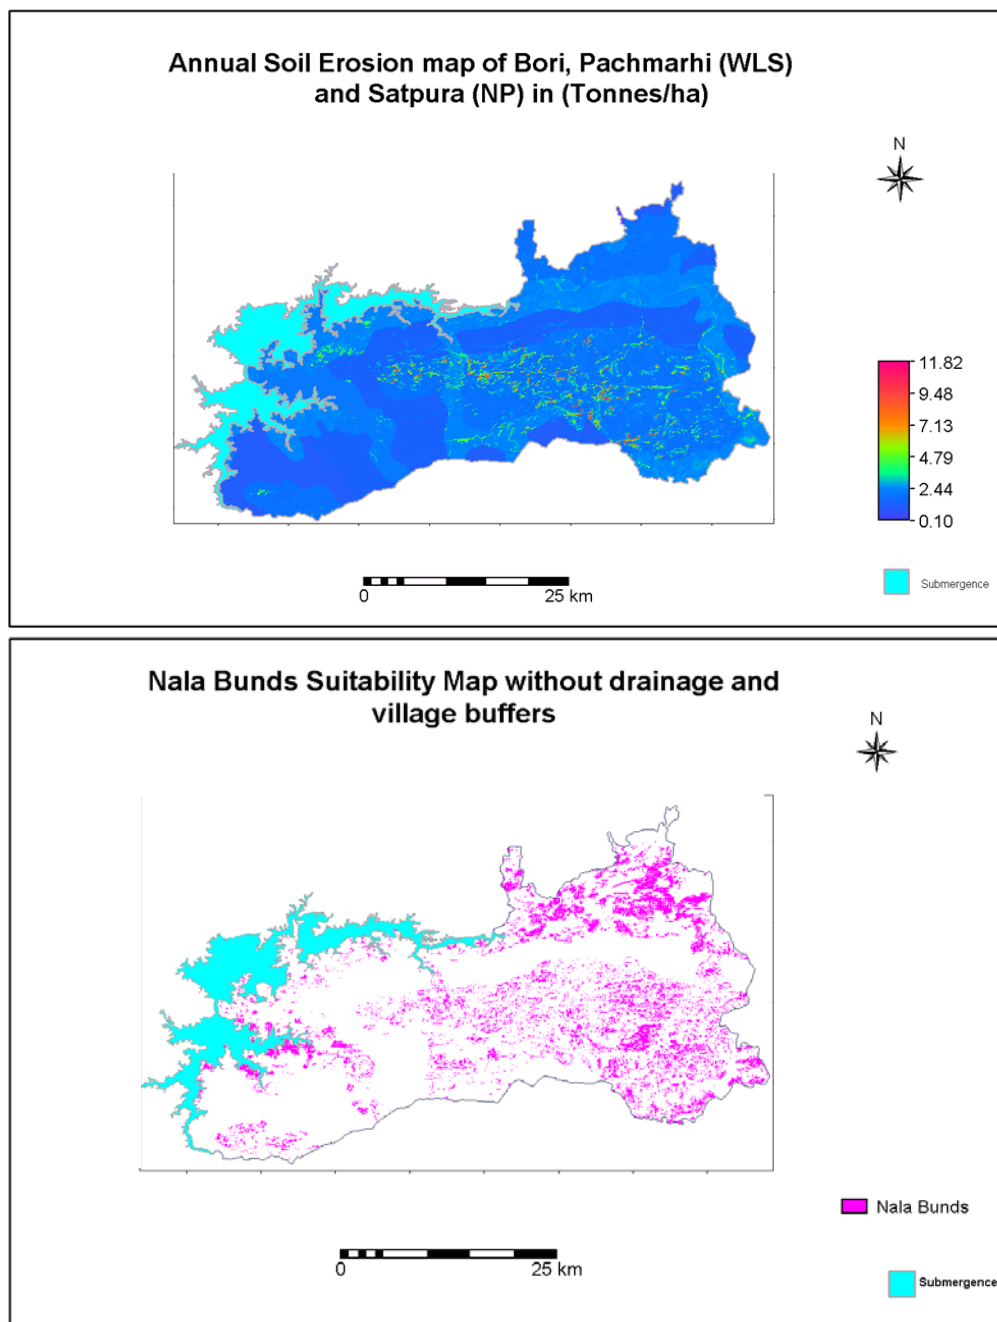 Annual Soil Erosion map of Bori, Pachmarhi (WLS)
and Satpura (NP) in (Tonnes/ha)
N
11.82
9.48
7.13
4.79
2.44
0.10
Submergence
0 25 km
Nala Bunds Suitability Map without drainage and
village buffers
N
Nala Bunds
Submergence
0 25 km